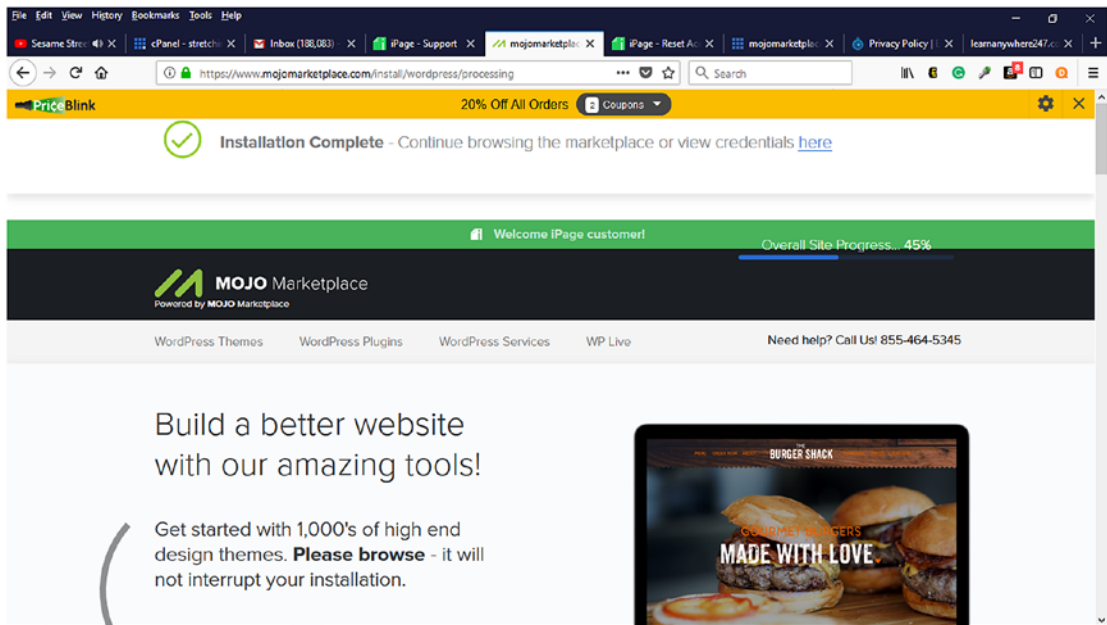 File Edit View History Bookmarks Tools Help
Sesame Stree cPanel - stretch Inbox (188,083) - iPage - Support mojomarketplac iPage - Reset Ac mojomarketplac Privacy Policy | learnanywhere247.cc
https://www.mojomarketplace.com/install/wordpress/processing Search
PriceBlink 20% Off All Orders 2 Coupons
Installation Complete - Continue browsing the marketplace or view credentials here
Welcome iPage customer!
Overall Site Progress... 45%
MOJO Marketplace
Powered by MOJO Marketplace
WordPress Themes WordPress Plugins WordPress Services WP Live Need help? Call Us! 855-464-5345
Build a better website
with our amazing tools!
Get started with 1,000's of high end
design themes. Please browse - it will
not interrupt your installation.
THE
BURGER SHACK
GOURMET BURGERS
MADE WITH LOVE